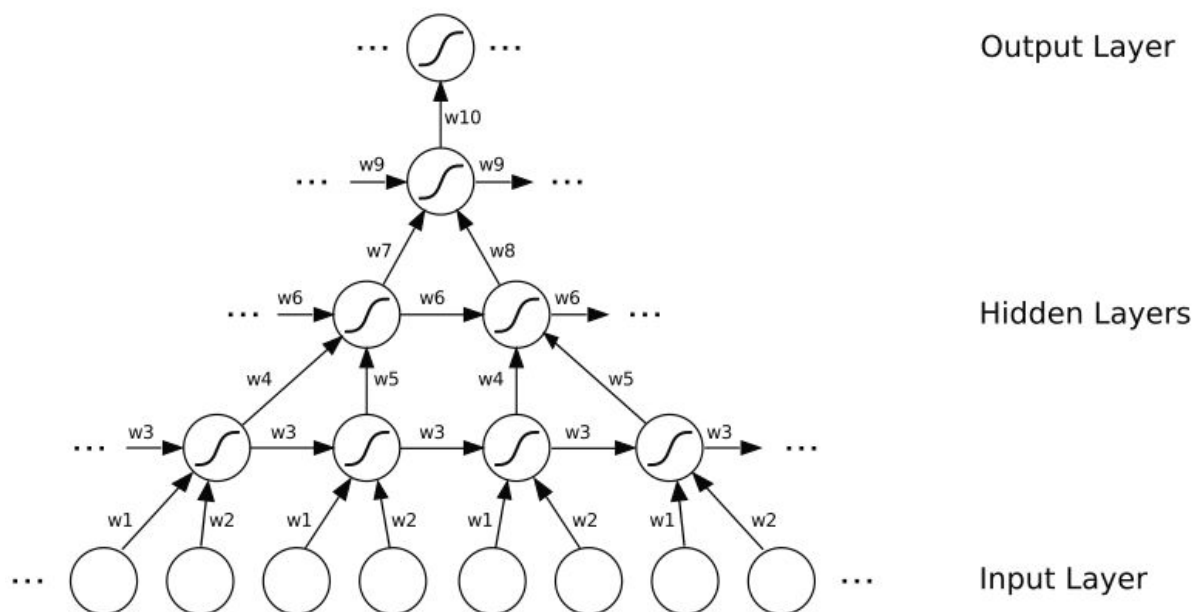 ... ... Output Layer
w10
... w9 w9 ...
w7 w8
... w6 w6 w6 ... Hidden Layers
w4 w5 w4 w5
... w3 w3 w3 w3 w3 ...
w1 w2 w1 w2 w1 w2 w1 w2
... ... Input Layer